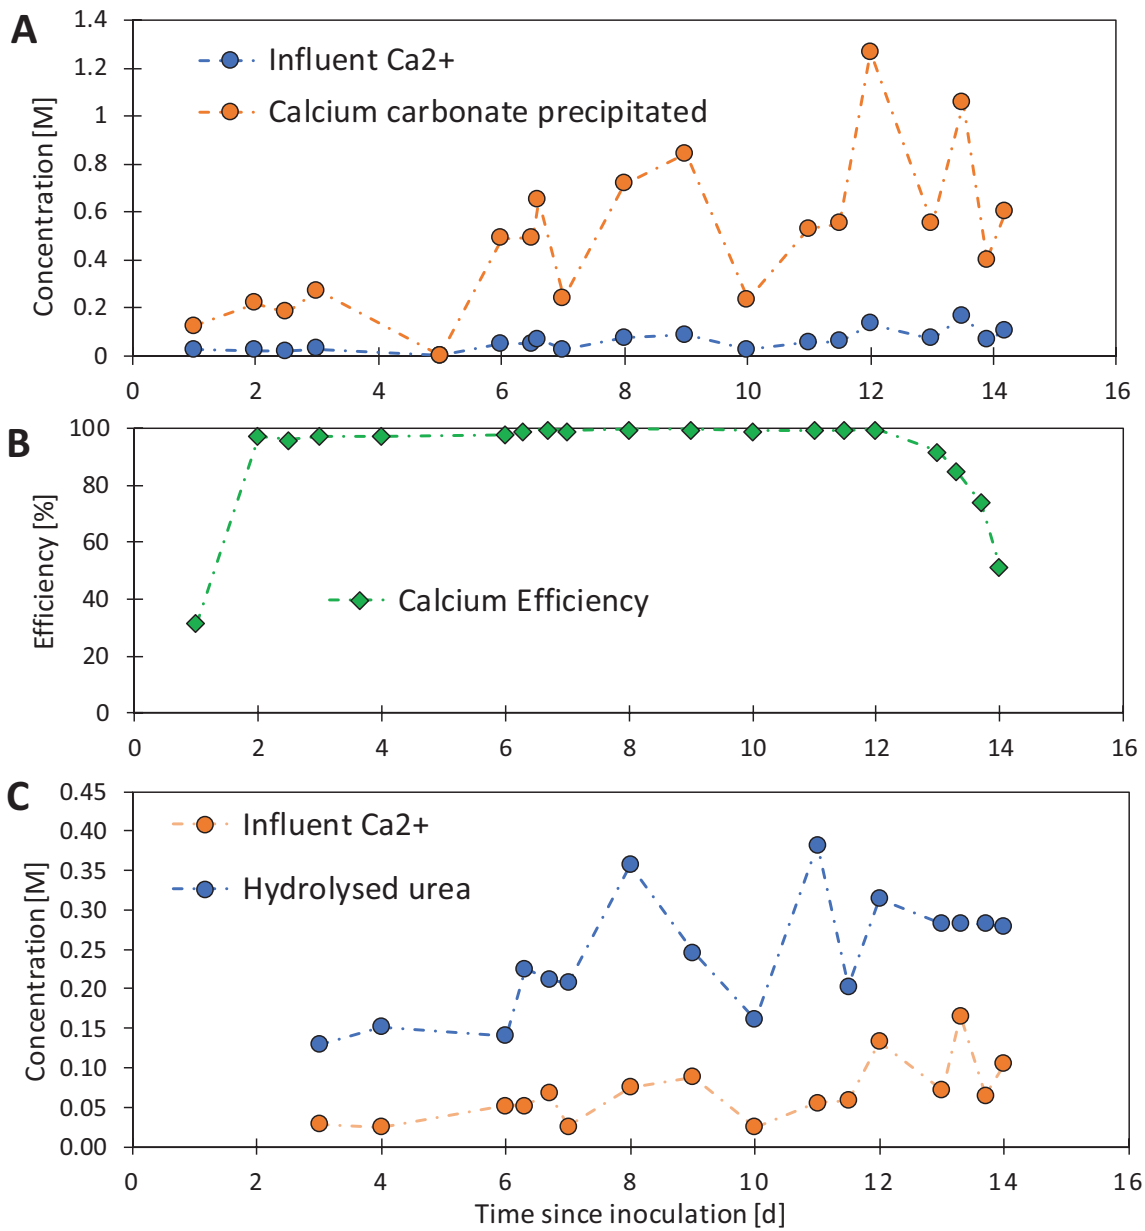 A
Concentration [M]
1.4
1.2
1
0.8
0.6
0.4
0.2
0
Influent Ca2+
Calcium carbonate precipitated
0 2 4 6 8 10 12 14 16
B
Efficiency [%]
100
80
60
40
20
0
Calcium Efficiency
0 2 4 6 8 10 12 14 16
C
Concentration [M]
0.45
0.40
0.35
0.30
0.25
0.20
0.15
0.10
0.05
0.00
Influent Ca2+
Hydrolysed urea
0 2 4 6 8 10 12 14 16
Time since inoculation [d]